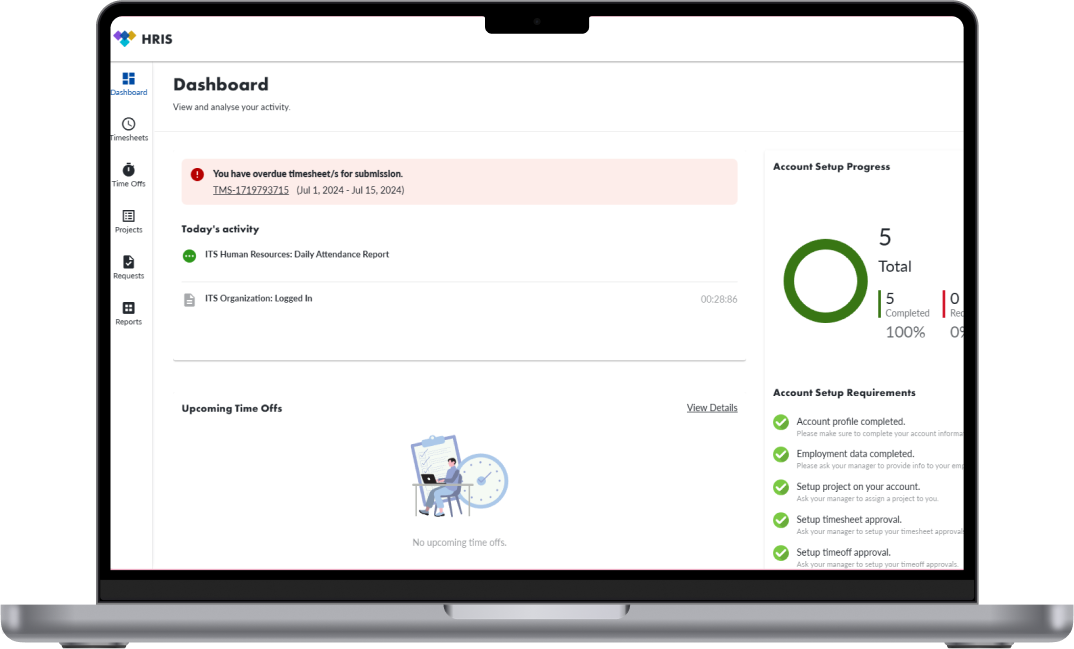 HRIS
Dashboard
Timesheets
Time Offs
Projects
Requests
Reports
Dashboard
View and analyse your activity.
You have overdue timesheet/s for submission.
TMS-1719793715 (Jul 1, 2024 - Jul 15, 2024)
Today's activity
ITS Human Resources: Daily Attendance Report
ITS Organization: Logged In 00:28:86
Upcoming Time Offs View Details
No upcoming time offs.
Account Setup Progress
5
Total
5 0
Completed Rec
100% 0%
Account Setup Requirements
Account profile completed.
Please make sure to complete your account informa
Employment data completed.
Please ask your manager to provide info to your emp
Setup project on your account.
Ask your manager to assign a project to you.
Setup timesheet approval.
Ask your manager to setup your timesheet approval
Setup timeoff approval.
Ask your manager to setup your timeoff approvals.